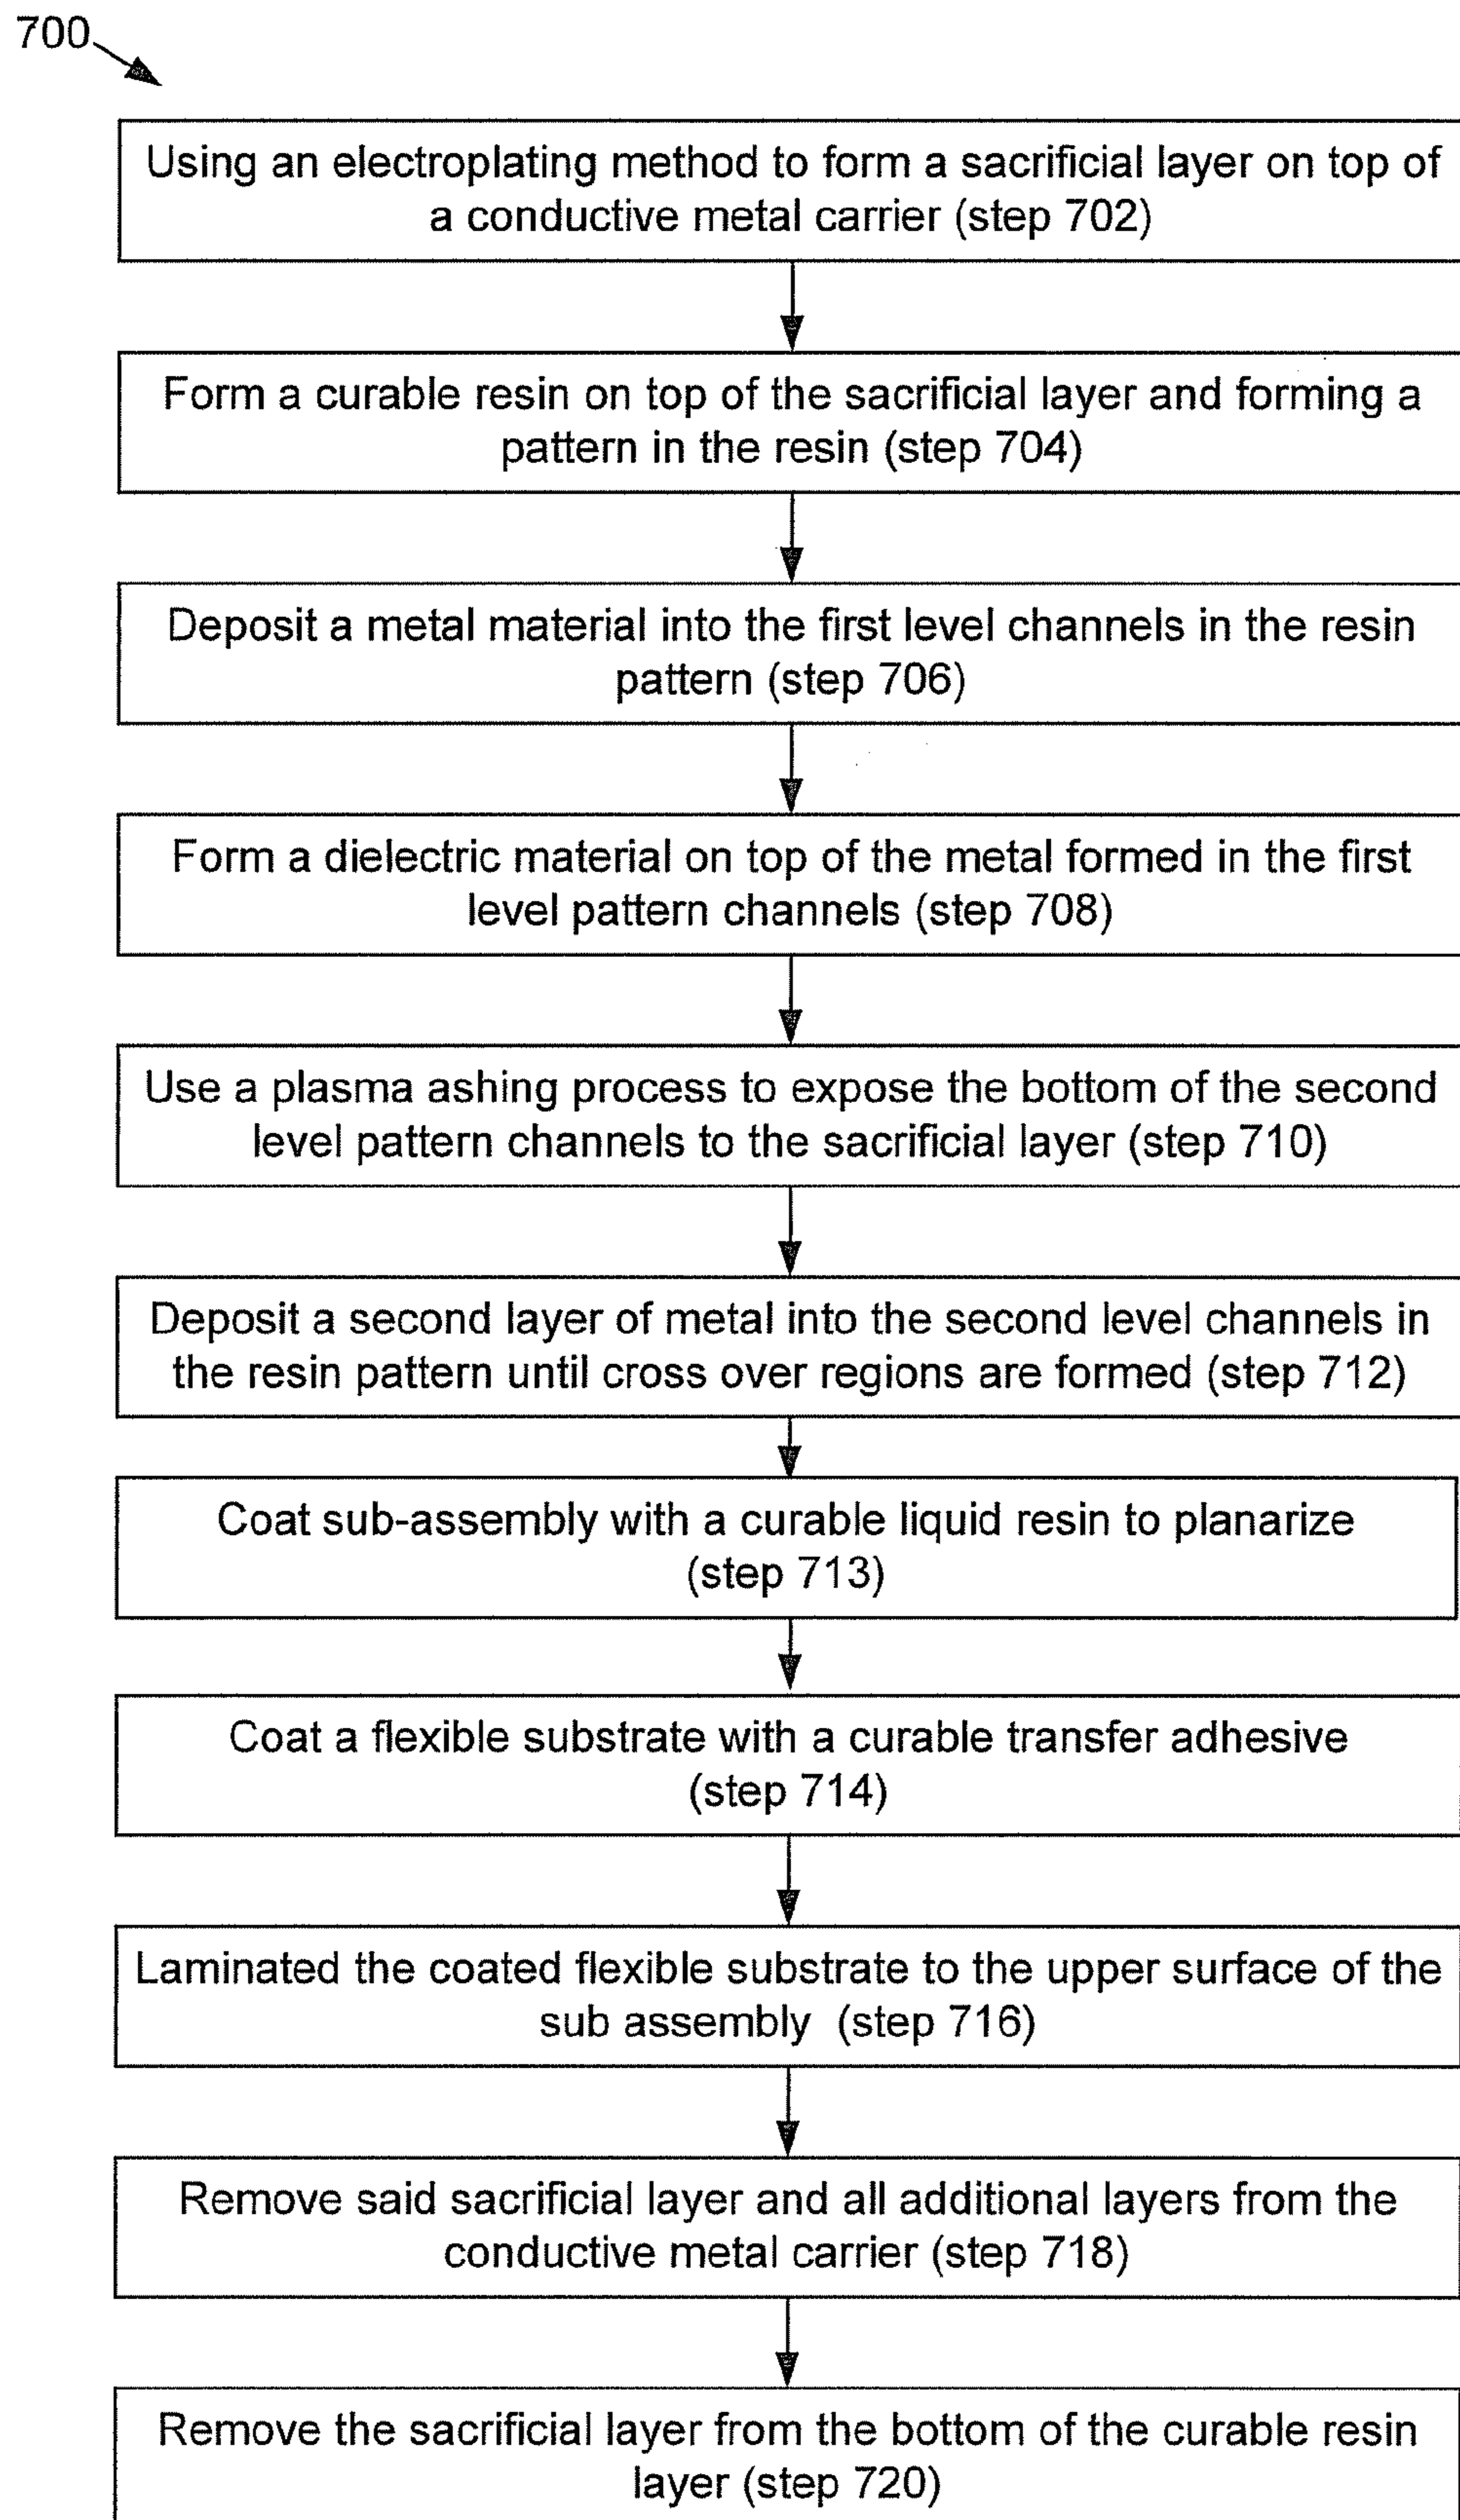 700
Using an electroplating method to form a sacrificial layer on top of
a conductive metal carrier (step 702)
Form a curable resin on top of the sacrificial layer and forming a
pattern in the resin (step 704)
Deposit a metal material into the first level channels in the resin
pattern (step 706)
Form a dielectric material on top of the metal formed in the first
level pattern channels (step 708)
Use a plasma ashing process to expose the bottom of the second
level pattern channels to the sacrificial layer (step 710)
Deposit a second layer of metal into the second level channels in
the resin pattern until cross over regions are formed (step 712)
Coat sub-assembly with a curable liquid resin to planarize
(step 713)
Coat a flexible substrate with a curable transfer adhesive
(step 714)
Laminated the coated flexible substrate to the upper surface of the
sub assembly (step 716)
Remove said sacrificial layer and all additional layers from the
conductive metal carrier (step 718)
Remove the sacrificial layer from the bottom of the curable resin
layer (step 720)